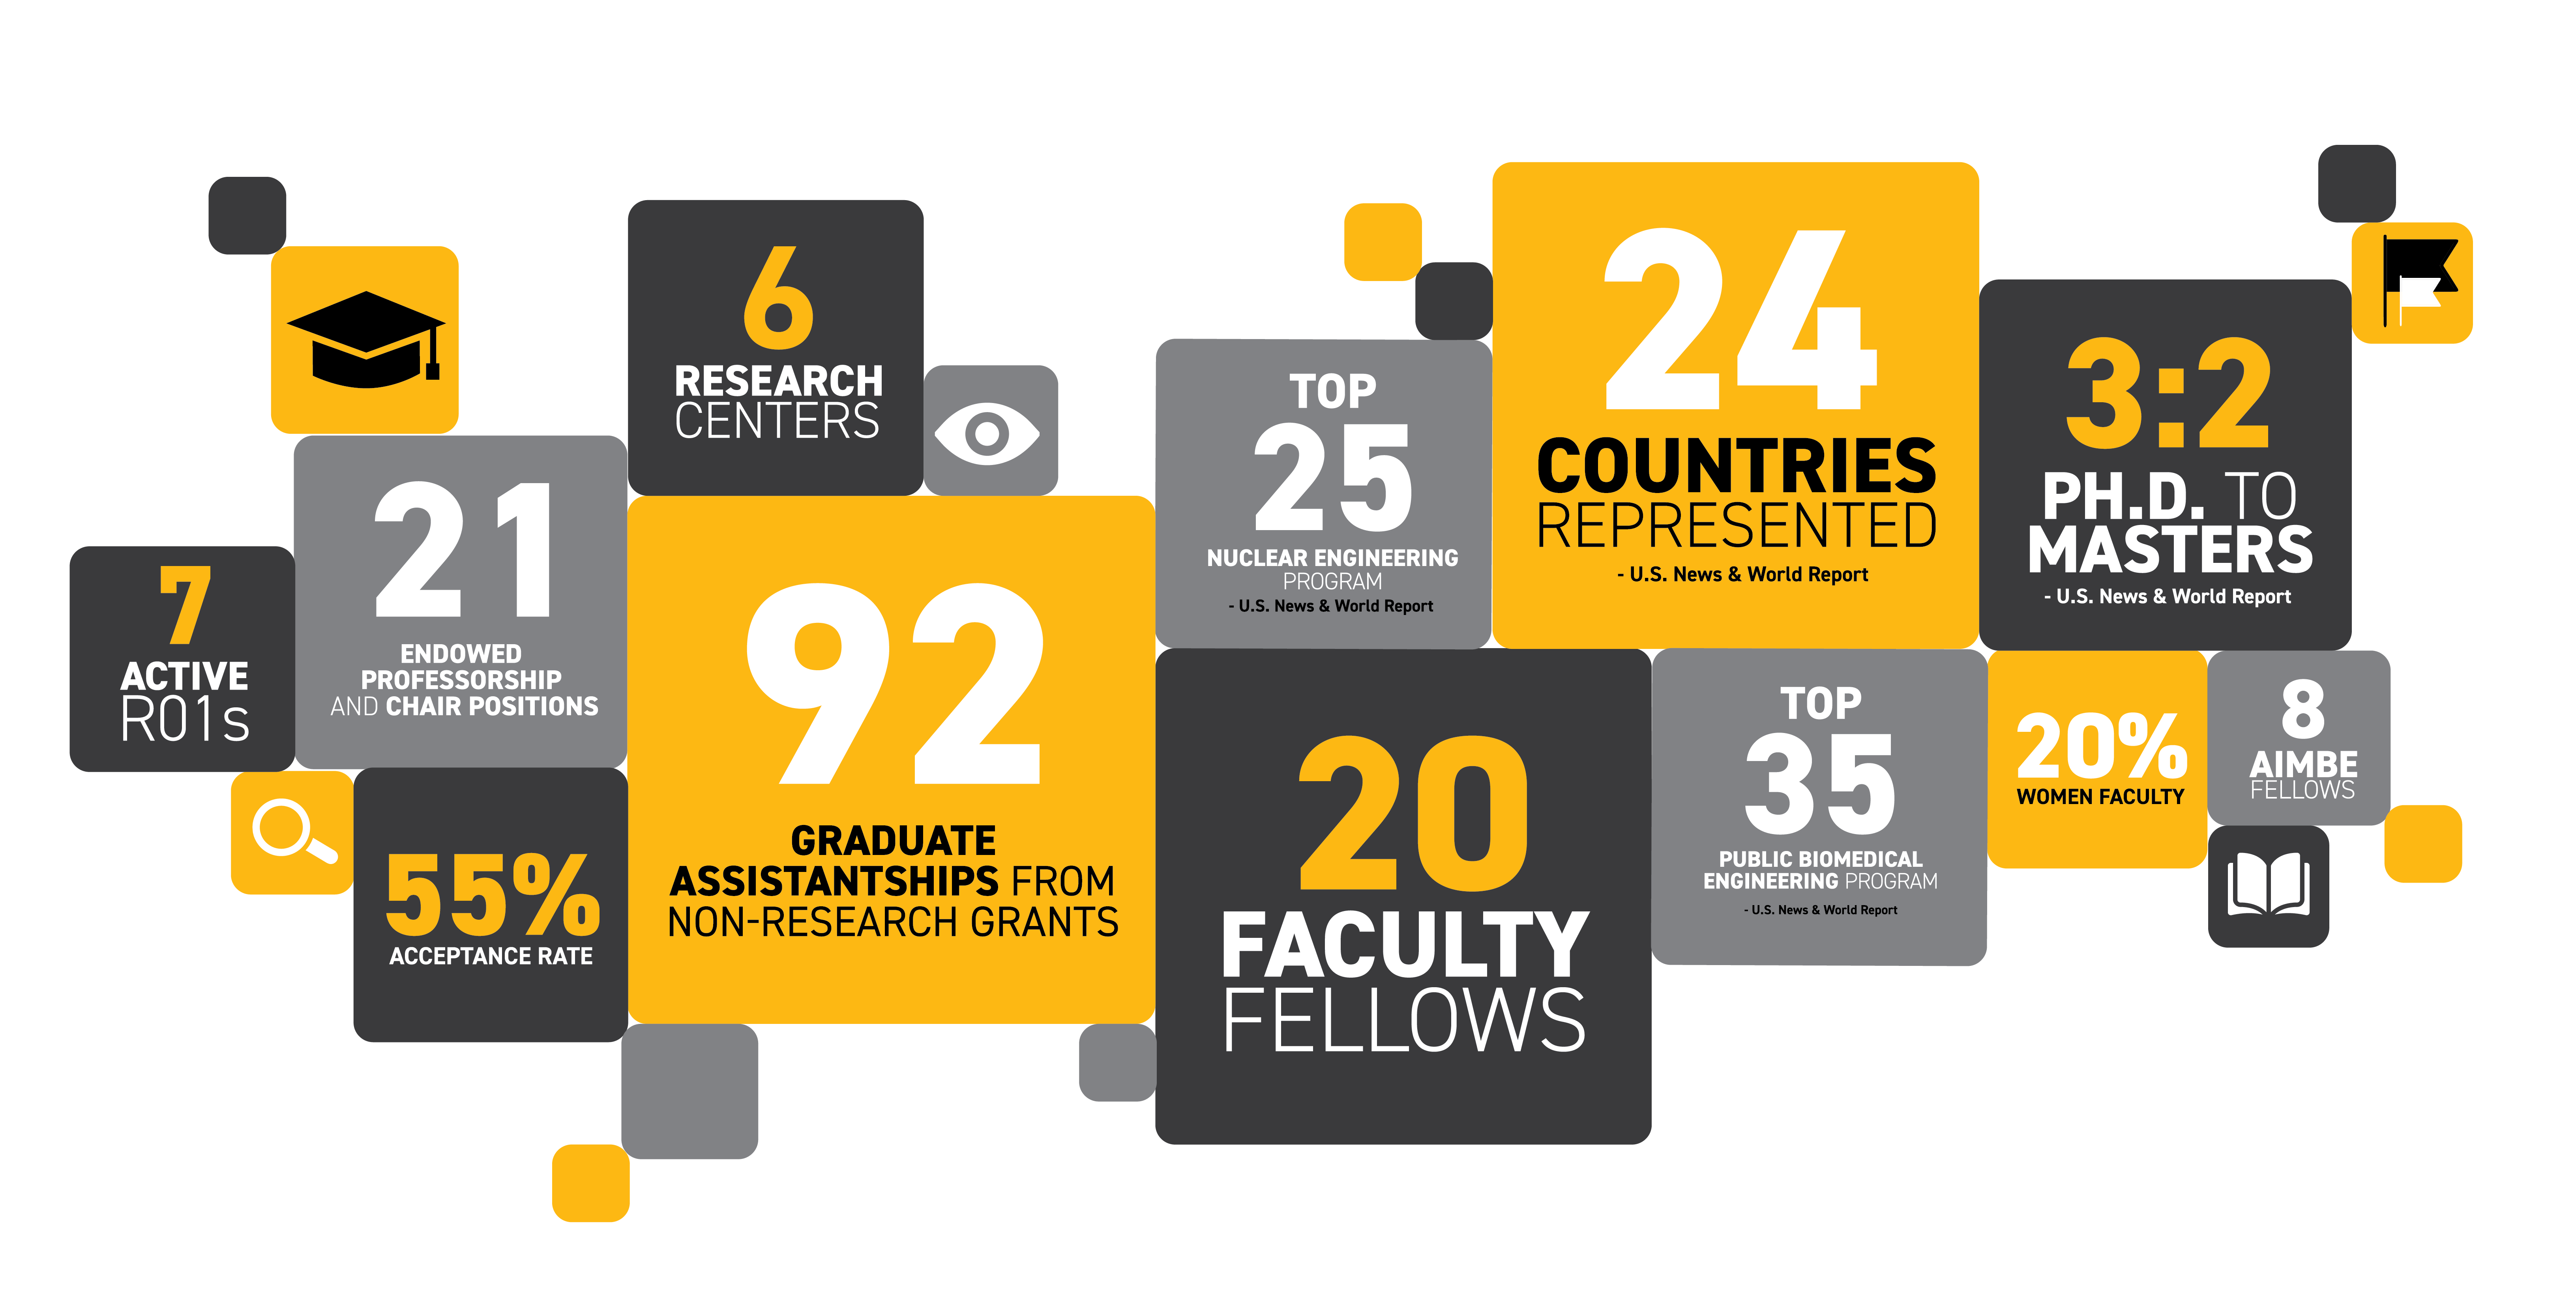 7
ACTIVE
R01s
21
ENDOWED
PROFESSORSHIP
AND CHAIR POSITIONS
55%
ACCEPTANCE RATE
6
RESEARCH
CENTERS
92
GRADUATE
ASSISTANTSHIPS FROM
NON-RESEARCH GRANTS
TOP
25
NUCLEAR ENGINEERING
PROGRAM
- U.S. News & World Report
24
COUNTRIES
REPRESENTED
- U.S. News & World Report
3:2
PH.D. TO
MASTERS
- U.S. News & World Report
20
FACULTY
FELLOWS
TOP
35
PUBLIC BIOMEDICAL
ENGINEERING PROGRAM
- U.S. News & World Report
20%
WOMEN FACULTY
8
AIMBE
FELLOWS